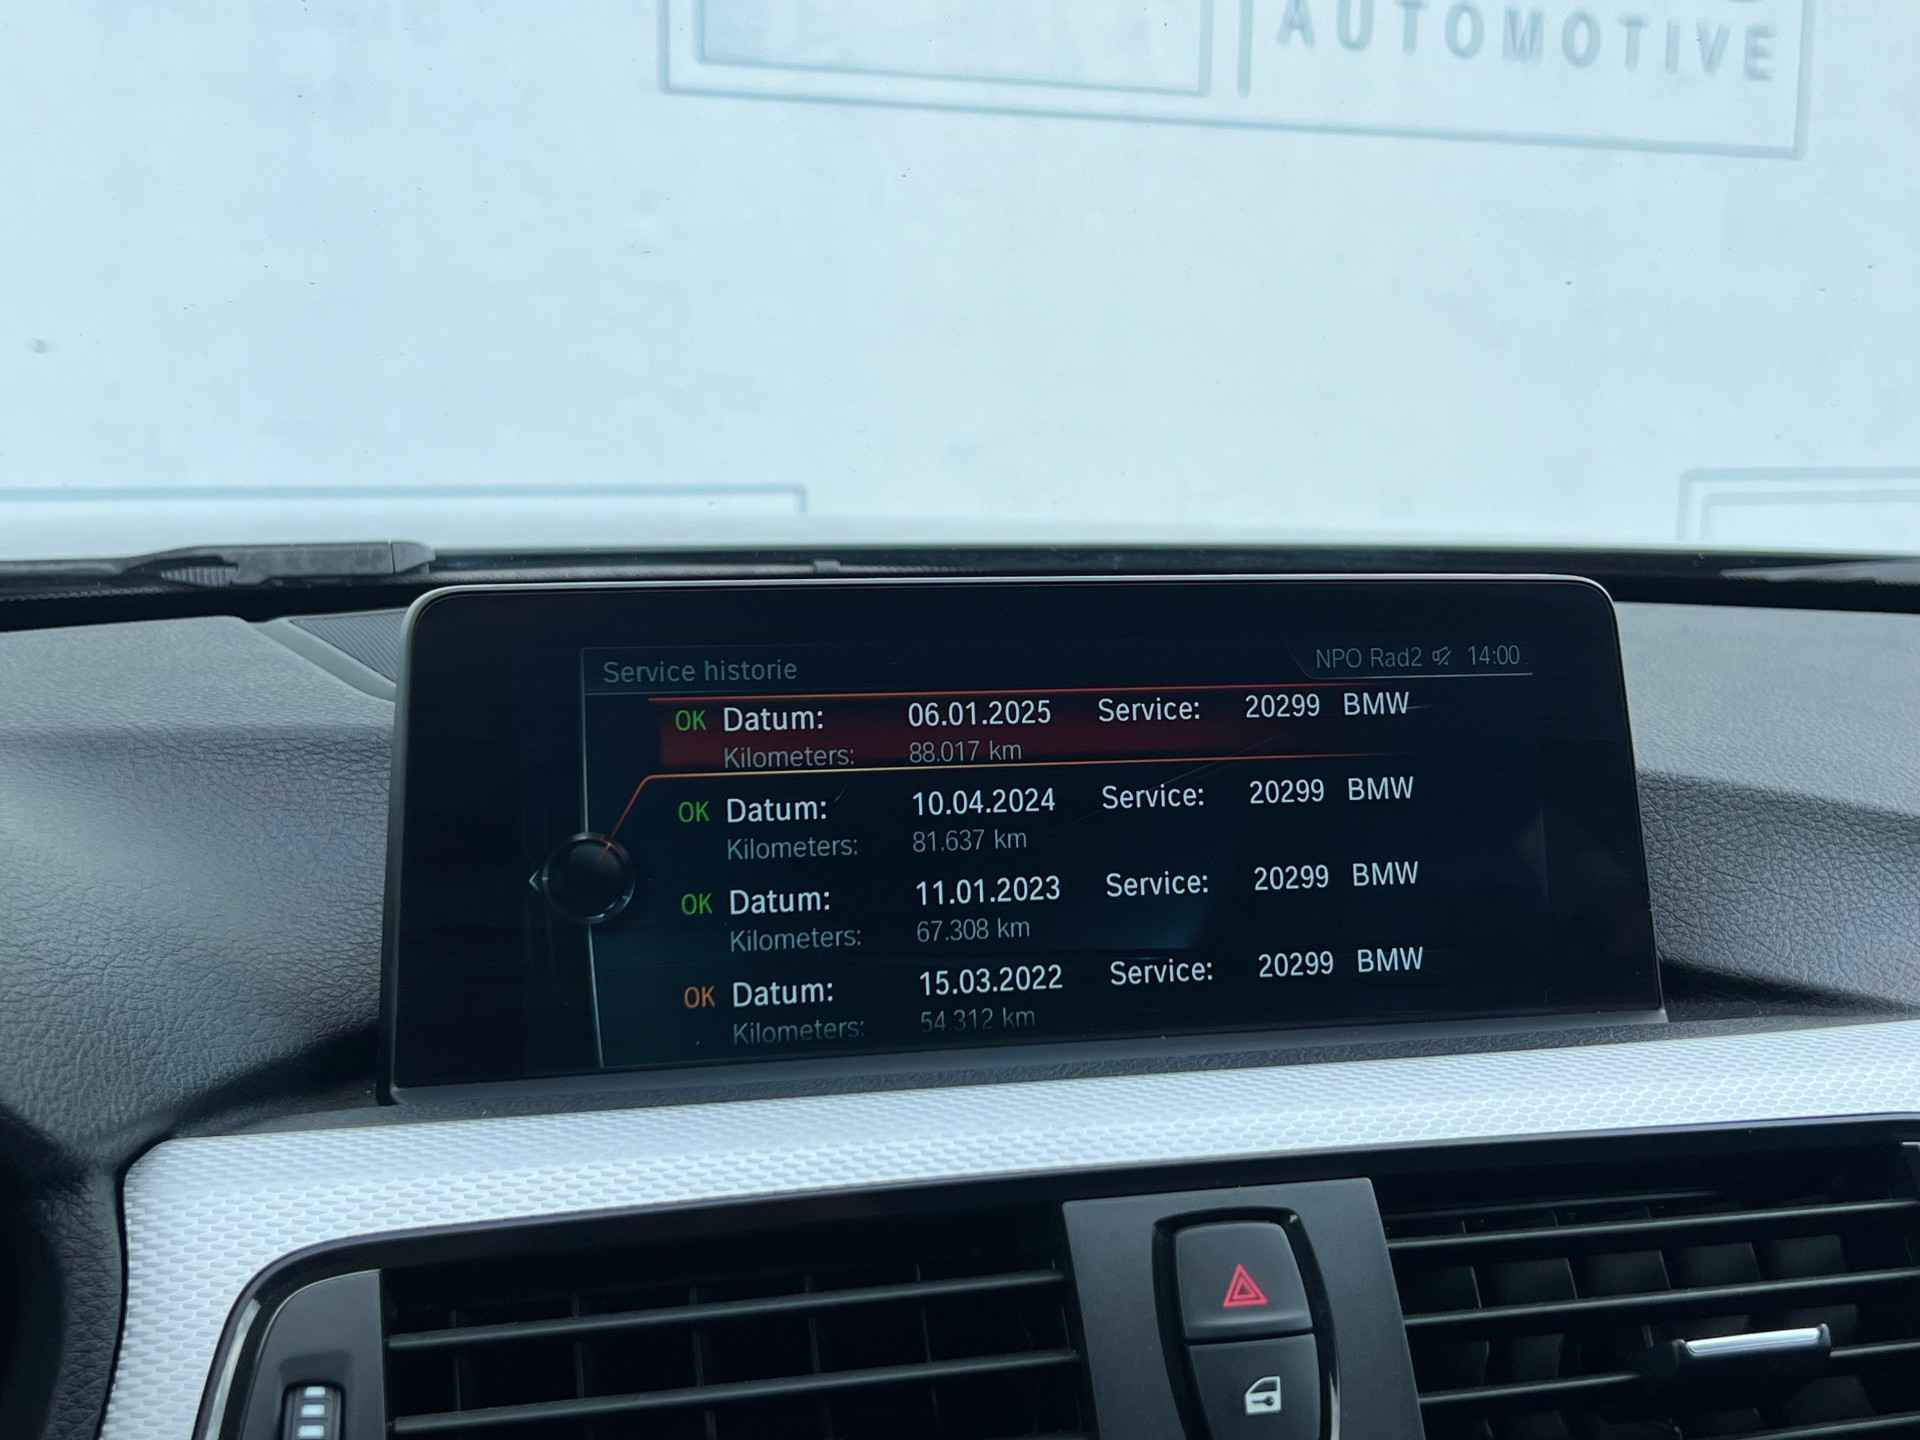 AUTOMOTIVE
Service historie NPO Rad2 14:00
OK Datum: 06.01.2025 Service: 20299 BMW
Kilometers: 88.017 km
OK Datum: 10.04.2024 Service: 20299 BMW
Kilometers: 81.637 km
OK Datum: 11.01.2023 Service: 20299 BMW
Kilometers: 67.308 km
OK Datum: 15.03.2022 Service: 20299 BMW
Kilometers: 54.312 km